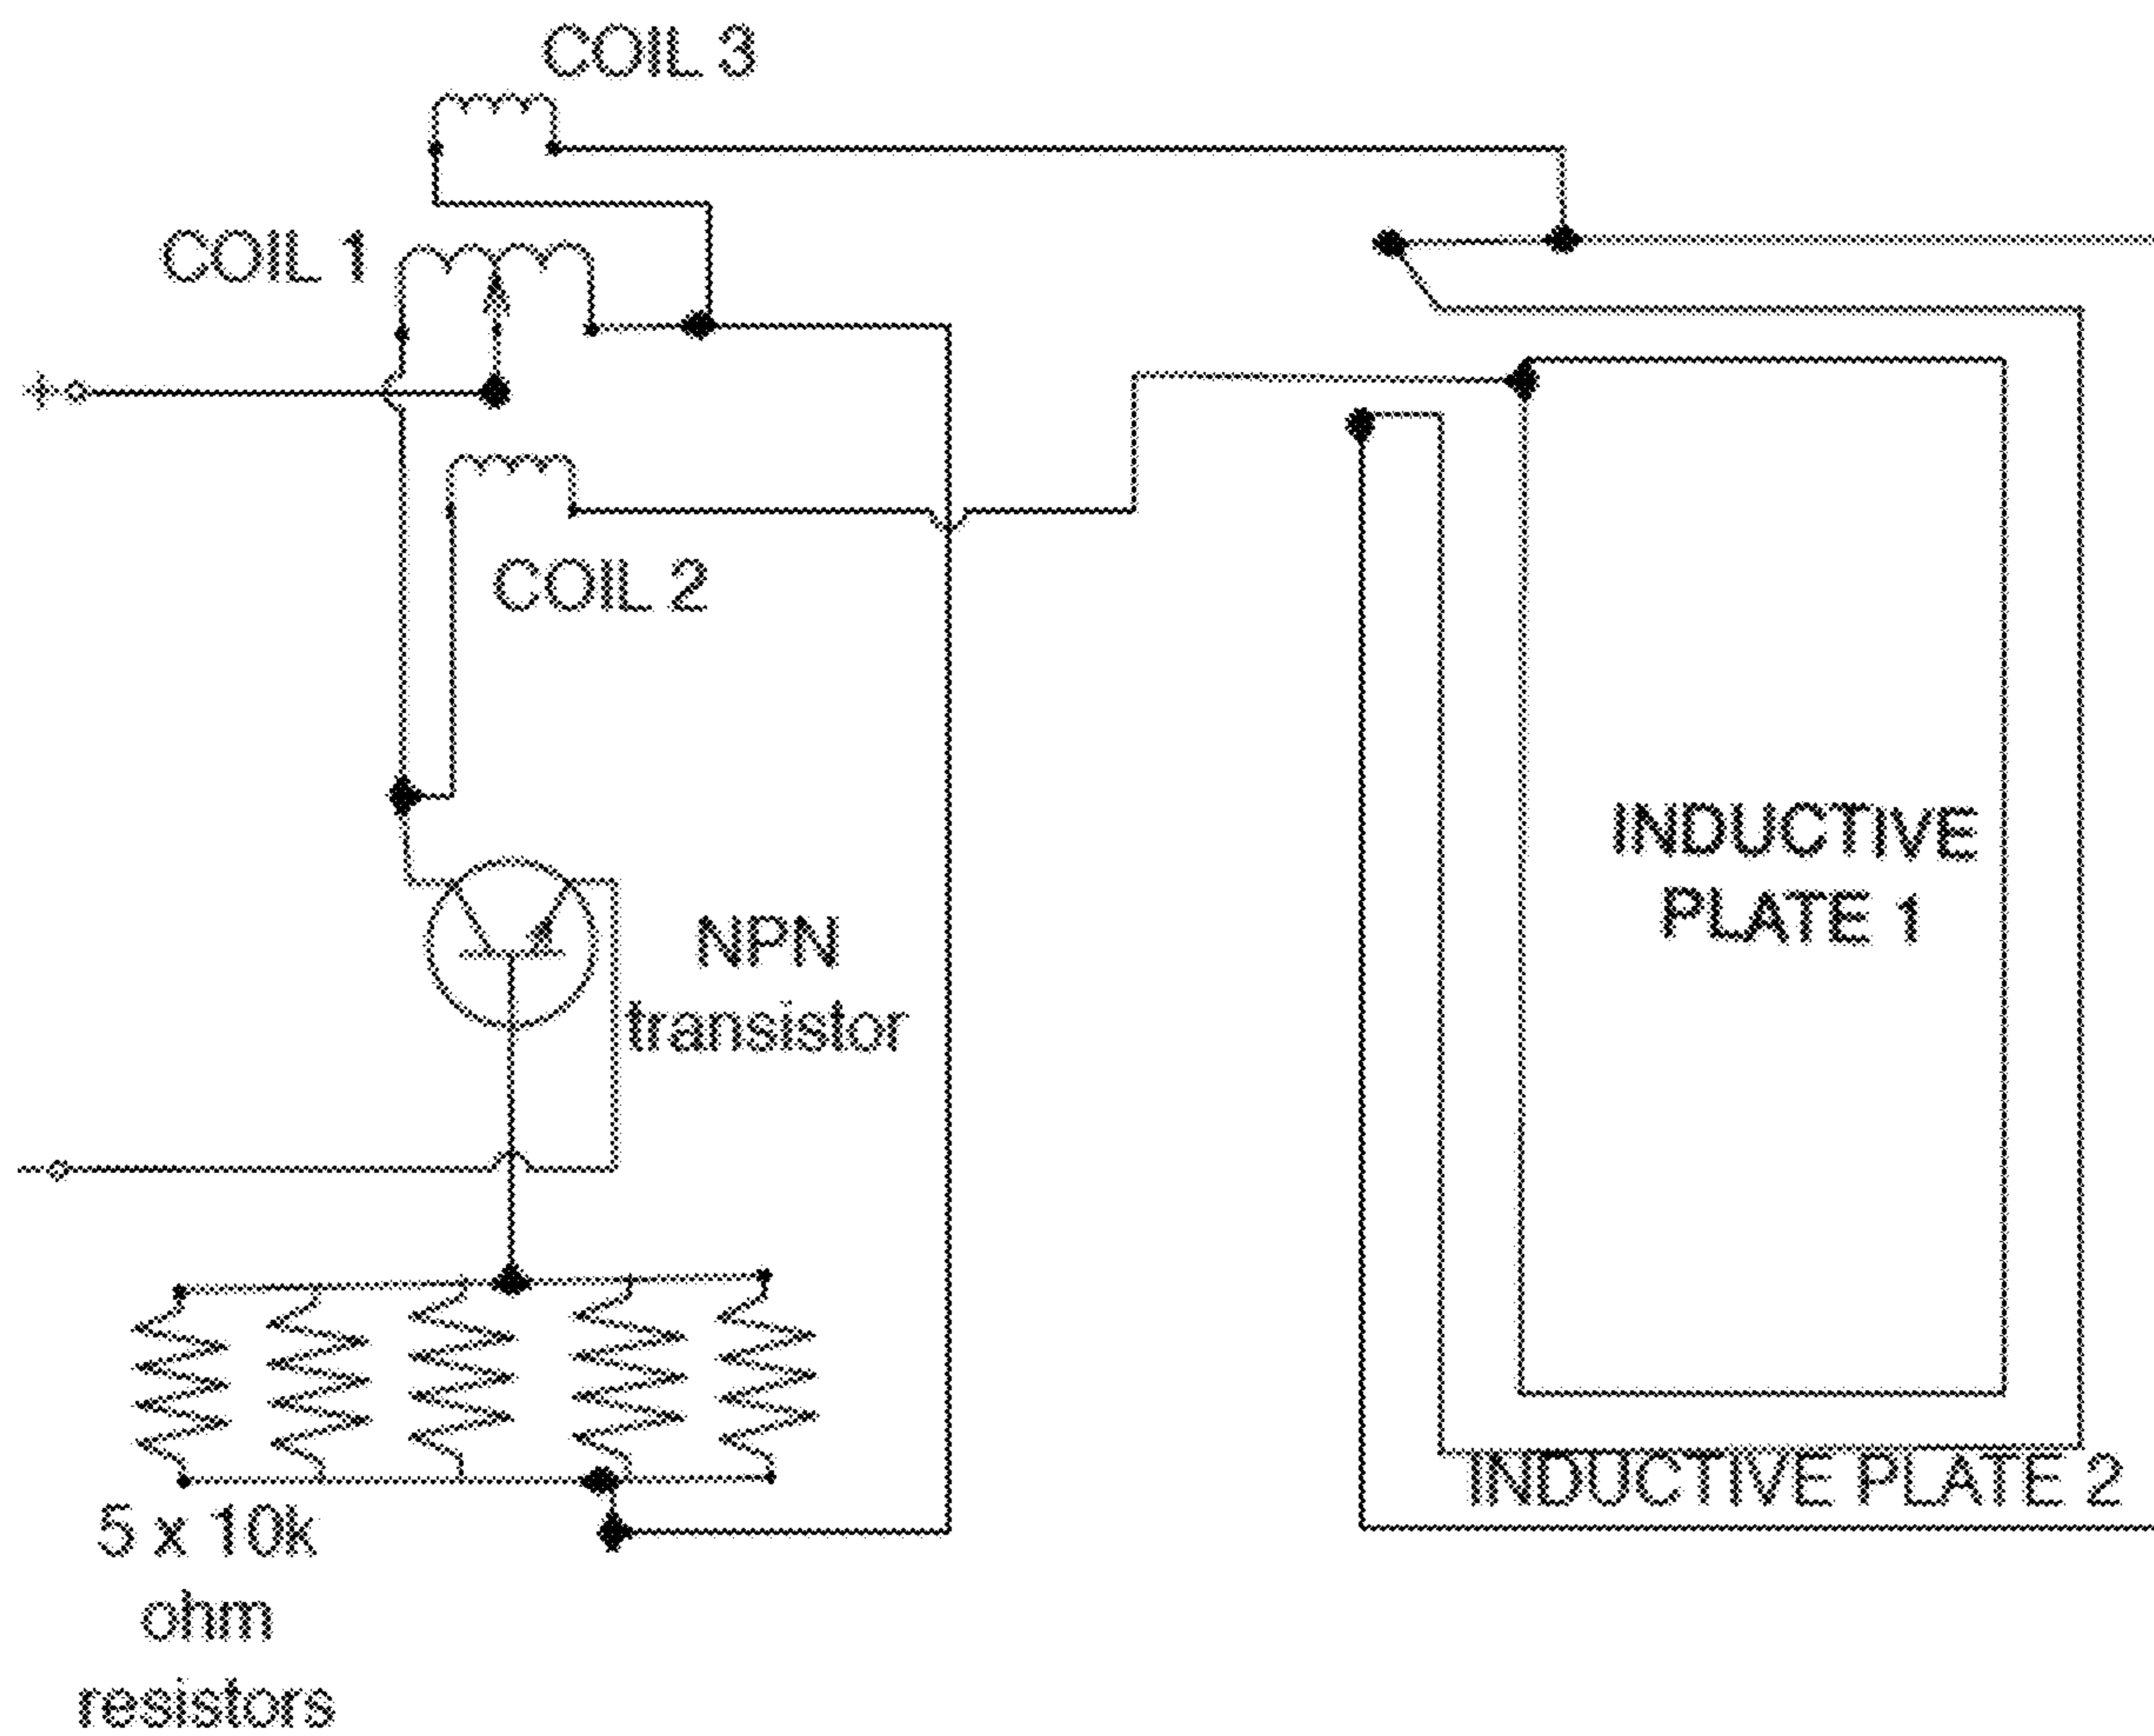 COIL 3
COIL 1
+
COIL 2
INDUCTIVE
PLATE 1
NPN
transistor
-
INDUCTIVE PLATE 2
5 x 10k
ohm
resistors